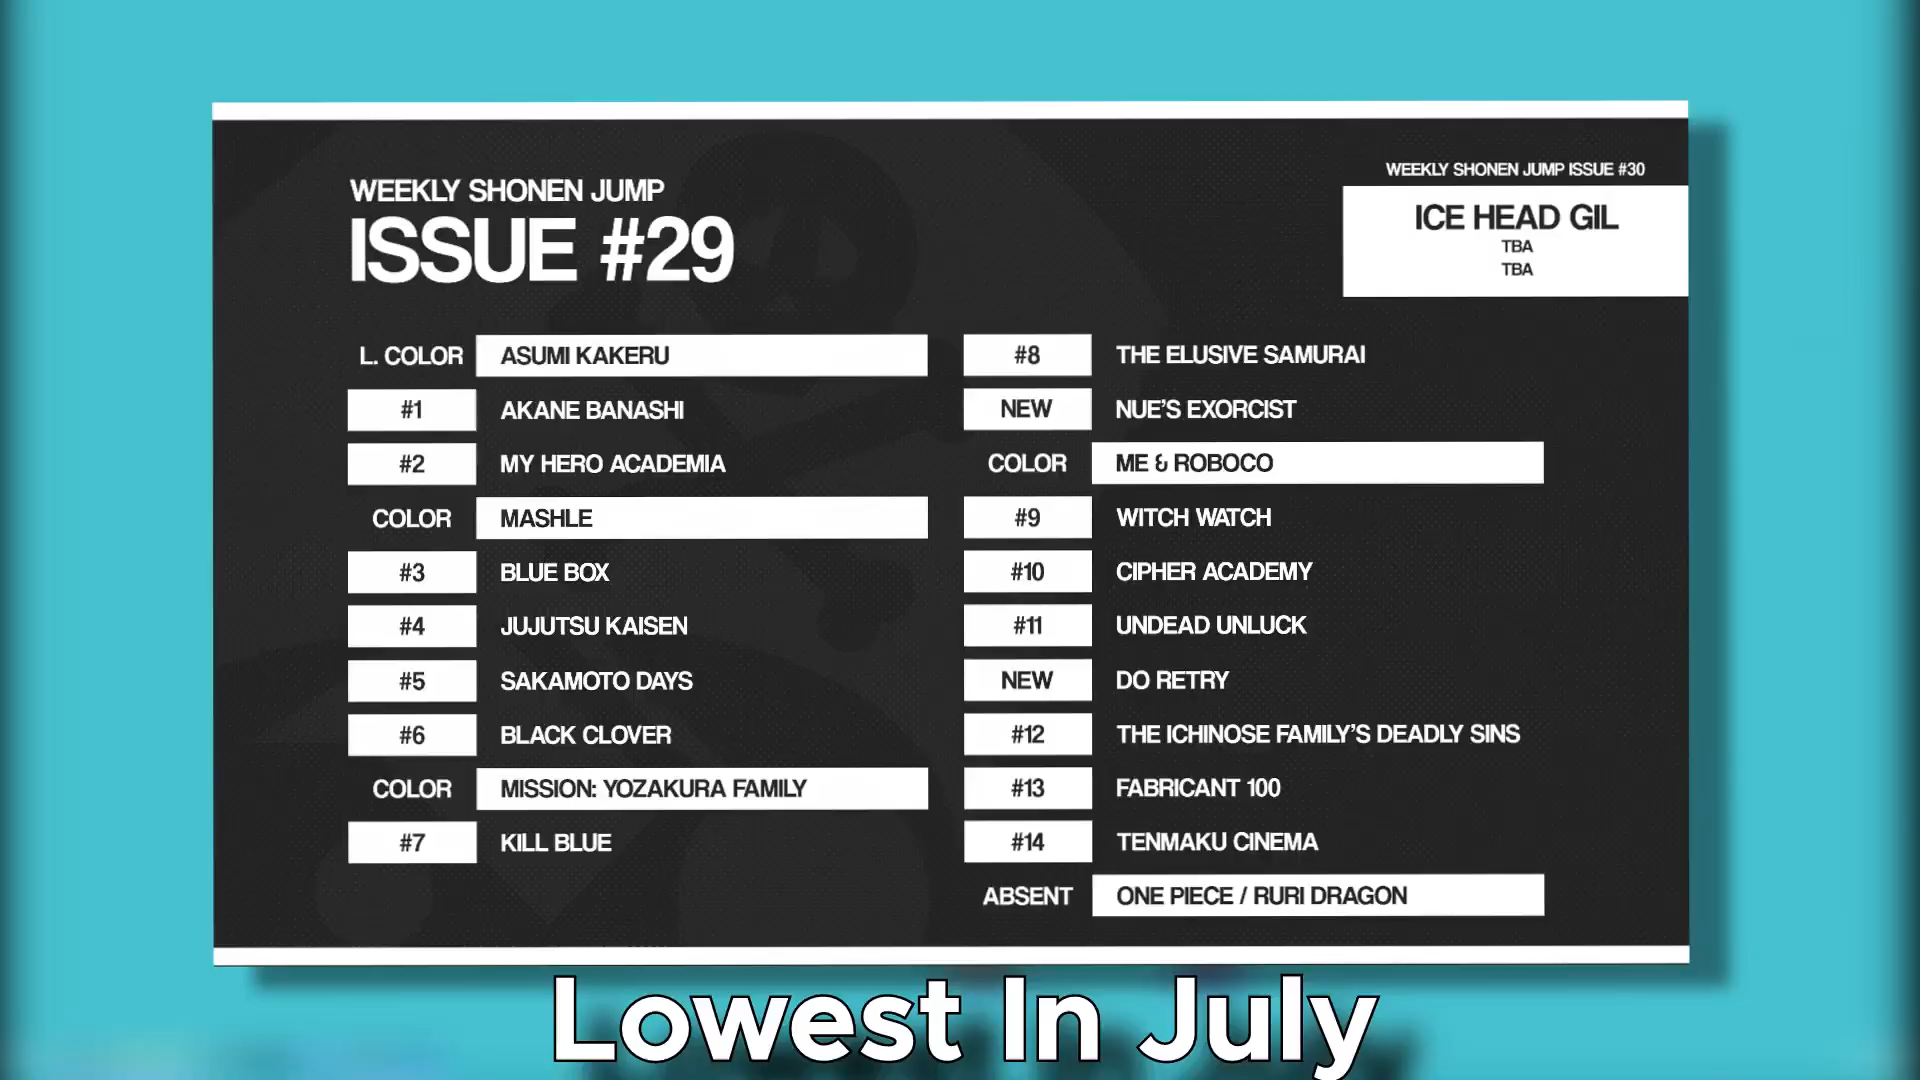 WEEKLY SHONEN JUMP
ISSUE #29
WEEKLY SHONEN JUMP ISSUE #30
ICE HEAD GIL
TBA
TBA
L. COLOR ASUMI KAKERU
#1 AKANE BANASHI
#2 MY HERO ACADEMIA
COLOR MASHLE
#3 BLUE BOX
#4 JUJUTSU KAISEN
#5 SAKAMOTO DAYS
#6 BLACK CLOVER
COLOR MISSION: YOZAKURA FAMILY
#7 KILL BLUE
#8 THE ELUSIVE SAMURAI
NEW NUE'S EXORCIST
COLOR ME & ROBOCO
#9 WITCH WATCH
#10 CIPHER ACADEMY
#11 UNDEAD UNLUCK
NEW DO RETRY
#12 THE ICHINOSE FAMILY'S DEADLY SINS
#13 FABRICANT 100
#14 TENMAKU CINEMA
ABSENT ONE PIECE / RURI DRAGON
Lowest In July